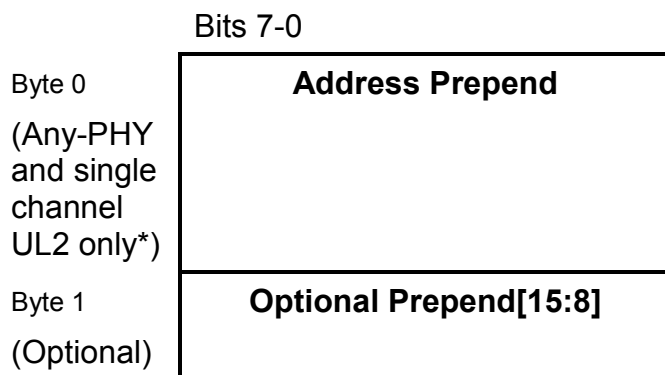 Bits 7-0
Byte 0
Address Prepend
(Any-PHY
and single
channel
UL2 only*)
Byte 1
Optional Prepend[15:8]
(Optional)